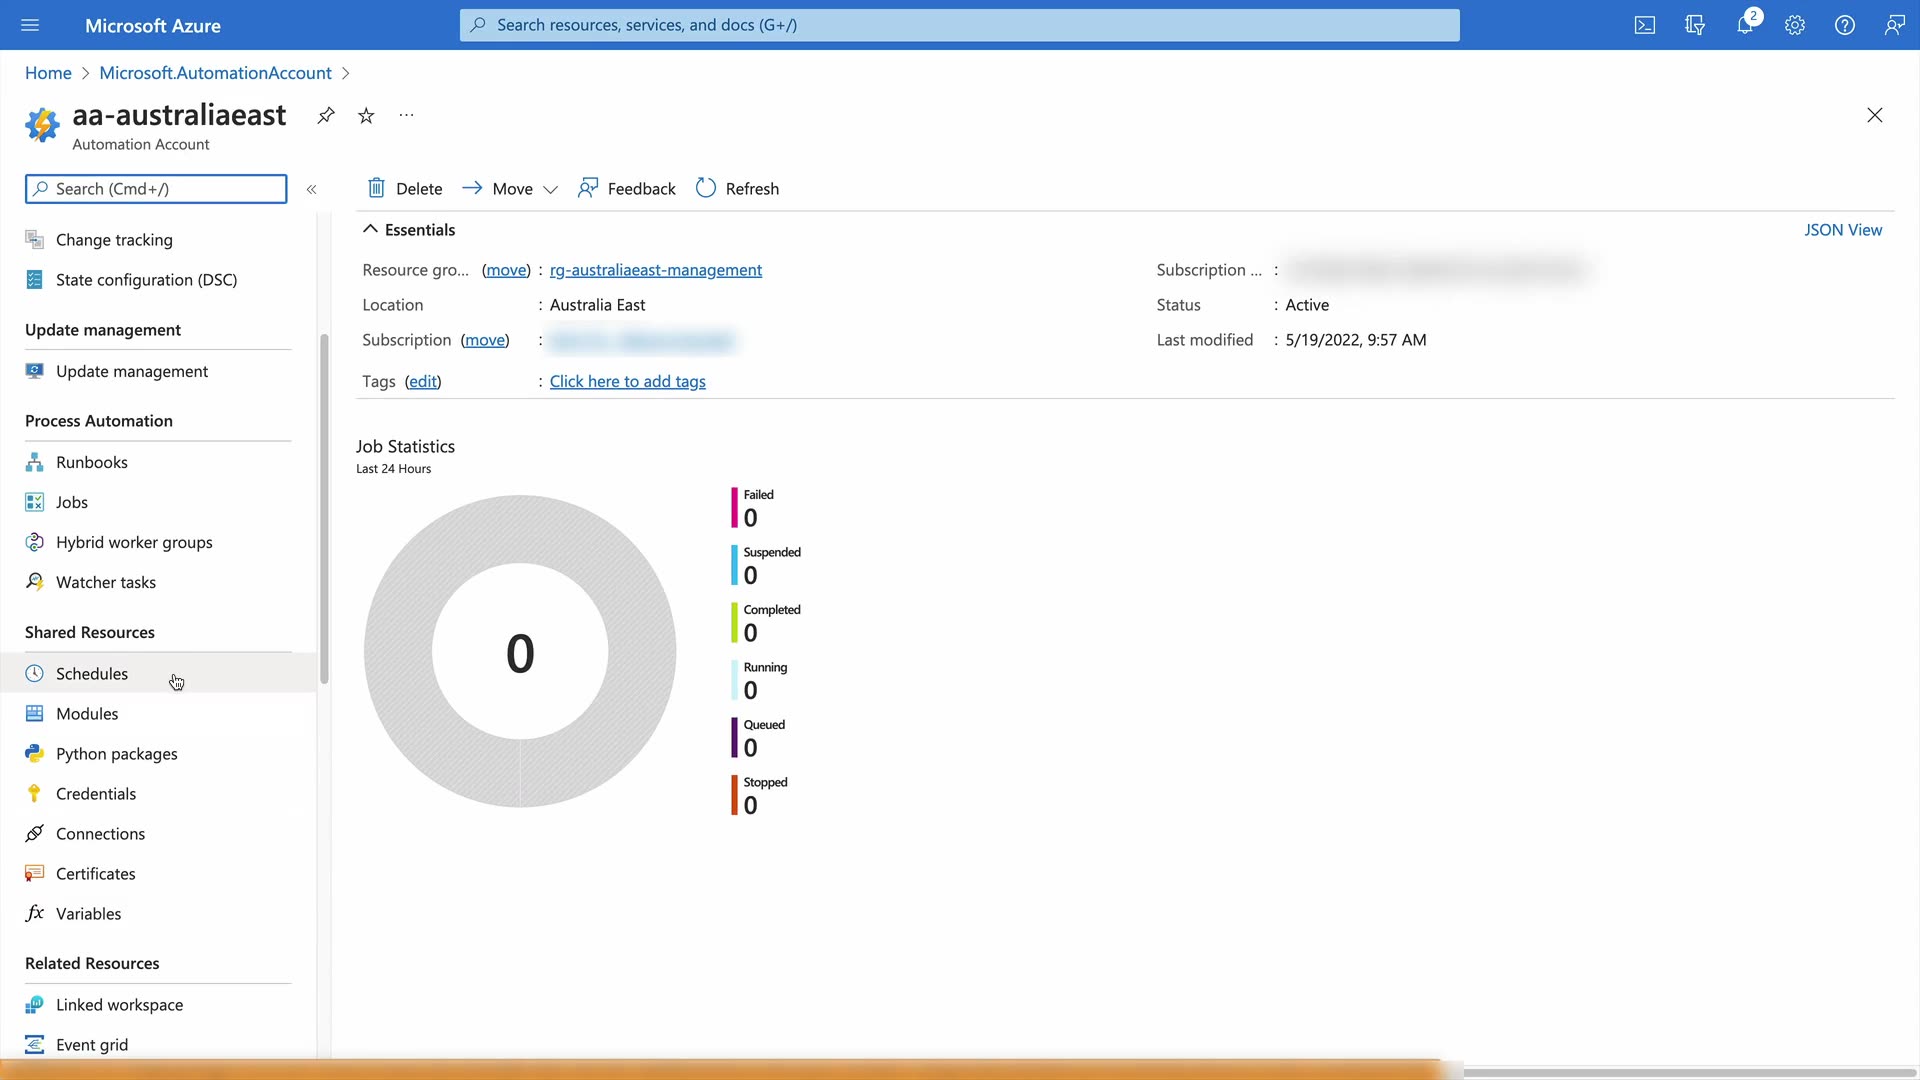 Microsoft Azure
Search resources, services, and docs (G+/)
2
Home > Microsoft.AutomationAccount >
aa-australiaeast
...
Automation Account
Search (Cmd+/)
«
Delete
Move
Feedback
Refresh
Change tracking
State configuration (DSC)
Update management
Update management
Process Automation
Runbooks
Jobs
Hybrid worker groups
Watcher tasks
Shared Resources
Schedules
Modules
Python packages
Credentials
Connections
Certificates
fx Variables
Related Resources
Linked workspace
Event grid
Essentials
JSON View
Resource gro... (move) : rg-australiaeast-management
Location : Australia East
Subscription (move) :
Tags (edit) : Click here to add tags
Subscription ... :
Status : Active
Last modified : 5/19/2022, 9:57 AM
Job Statistics
Last 24 Hours
0
Failed
0
Suspended
0
Completed
0
Running
0
Queued
0
Stopped
0